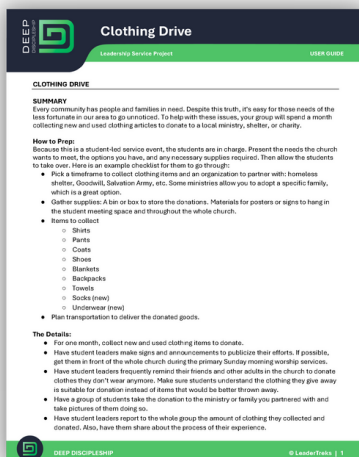 DEEP
DISCIPLESHIP
Clothing Drive
Leadership Service Project
USER GUIDE
CLOTHING DRIVE
SUMMARY
Every community has people and families in need. Despite this truth, it's easy for those needs of the
less fortunate in our area to go unnoticed. To help with these issues, your group will spend a month
collecting new and used clothing articles to donate to a local ministry, shelter, or charity.
How to Prep:
Because this is a student-led service event, the students are in charge. Present the needs the church
wants to meet, the options you have, and any necessary supplies required. Then allow the students
to take over. Here is an example checklist for them to go through:
● Pick a timeframe to collect clothing items and an organization to partner with: homeless
shelter, Goodwill, Salvation Army, etc. Some ministries allow you to adopt a specific family,
which is a great option.
● Gather supplies: A bin or box to store the donations. Materials for posters or signs to hang in
the student meeting space and throughout the whole church.
● Items to collect
○ Shirts
○ Pants
○ Coats
○ Shoes
○ Blankets
○ Backpacks
○ Towels
○ Socks (new)
○ Underwear (new)
● Plan transportation to deliver the donated goods.
The Details:
● For one month, collect new and used clothing items to donate.
● Have student leaders make signs and announcements to publicize their efforts. If possible,
get them in front of the whole church during the primary Sunday morning worship services.
● Have student leaders frequently remind their friends and other adults in the church to donate
clothes they don't wear anymore. Make sure students understand the clothing they give away
is suitable for donation instead of items that would be better thrown away.
● Have a group of students take the donation to the ministry or family you partnered with and
take pictures of them doing so.
● Have student leaders report to the whole group the amount of clothing they collected and
donated. Also, have them share about the process of their experience.
DEEP DISCIPLESHIP
© LeaderTreks | 1